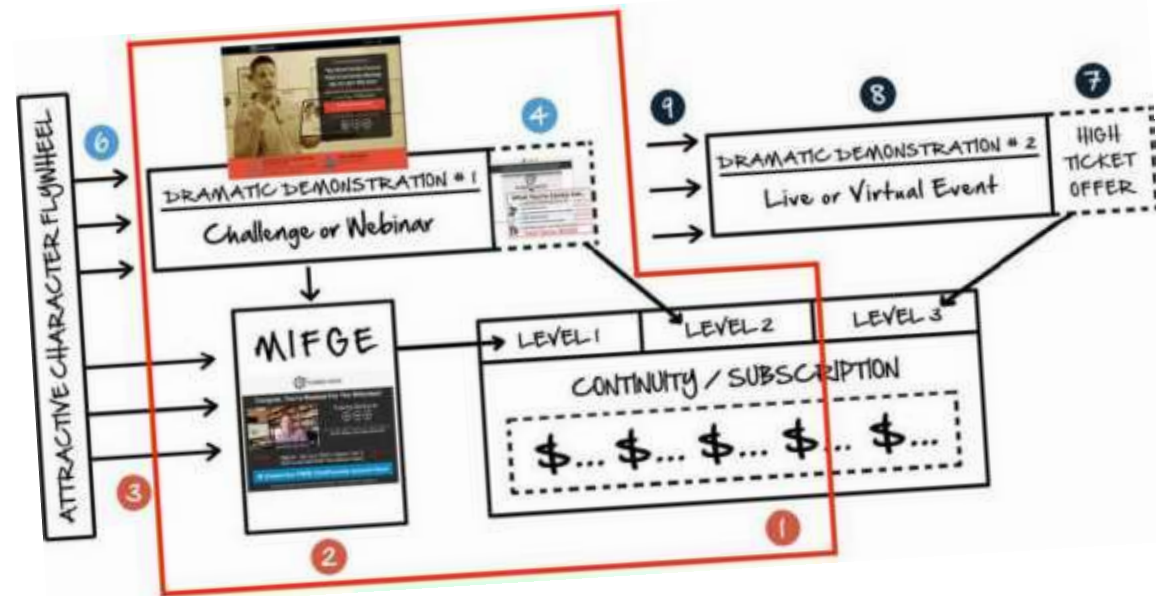 ATTRACTIVE CHARACTER FLYWHEEL
6
DRAMATIC DEMONSTRATION # 1
Challenge or Webinar
4
9
8
7
DRAMATIC DEMONSTRATION # 2
Live or Virtual Event
HIGH
TICKET
OFFER
MIFGE
LEVEL 1
LEVEL 2
LEVEL 3
CONTINUITY / SUBSCRIPTION
$... $... $... $... $...
3
2
1